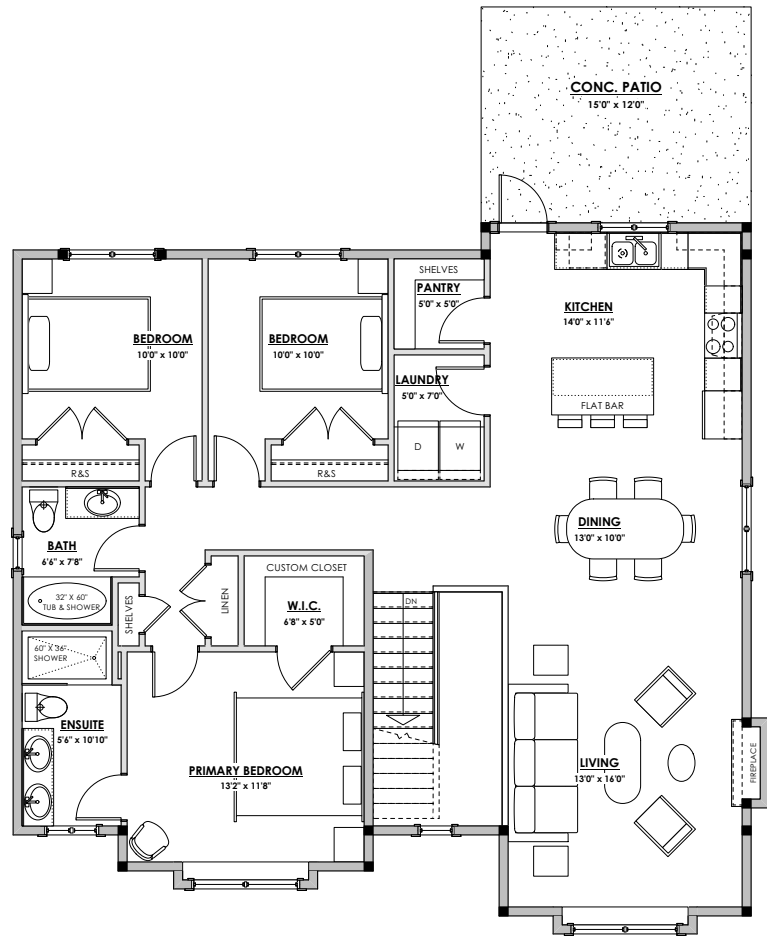 CONC. PATIO
15'0" x 12'0"
SHELVES
PANTRY
5'0" x 5'0"
KITCHEN
14'0" x 11'6"
BEDROOM
10'0" x 10'0"
BEDROOM
10'0" x 10'0"
LAUNDRY
5'0" x 7'0"
FLAT BAR
D
W
R&S
R&S
DINING
13'0" x 10'0"
BATH
6'6" x 7'8"
CUSTOM CLOSET
W.I.C.
6'8" x 5'0"
32" X 60"
TUB & SHOWER
SHELVES
LINEN
DN
60" X 36"
SHOWER
ENSUITE
5'6" x 10'10"
PRIMARY BEDROOM
13'2" x 11'8"
LIVING
13'0" x 16'0"
FIREPLACE